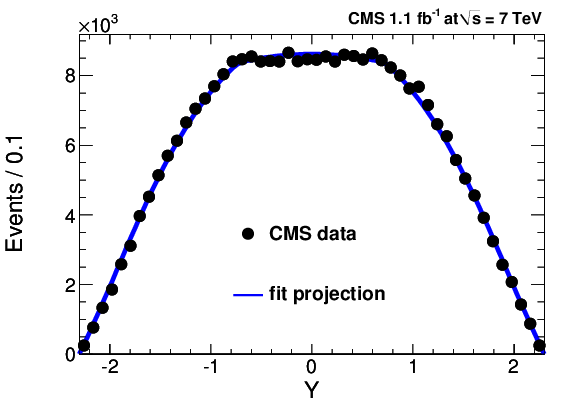 CMS 1.1 fb⁻¹ at √s = 7 TeV
×10³
8
6
4
2
0
Events / 0.1
CMS data
fit projection
-2 -1 0 1 2
Y